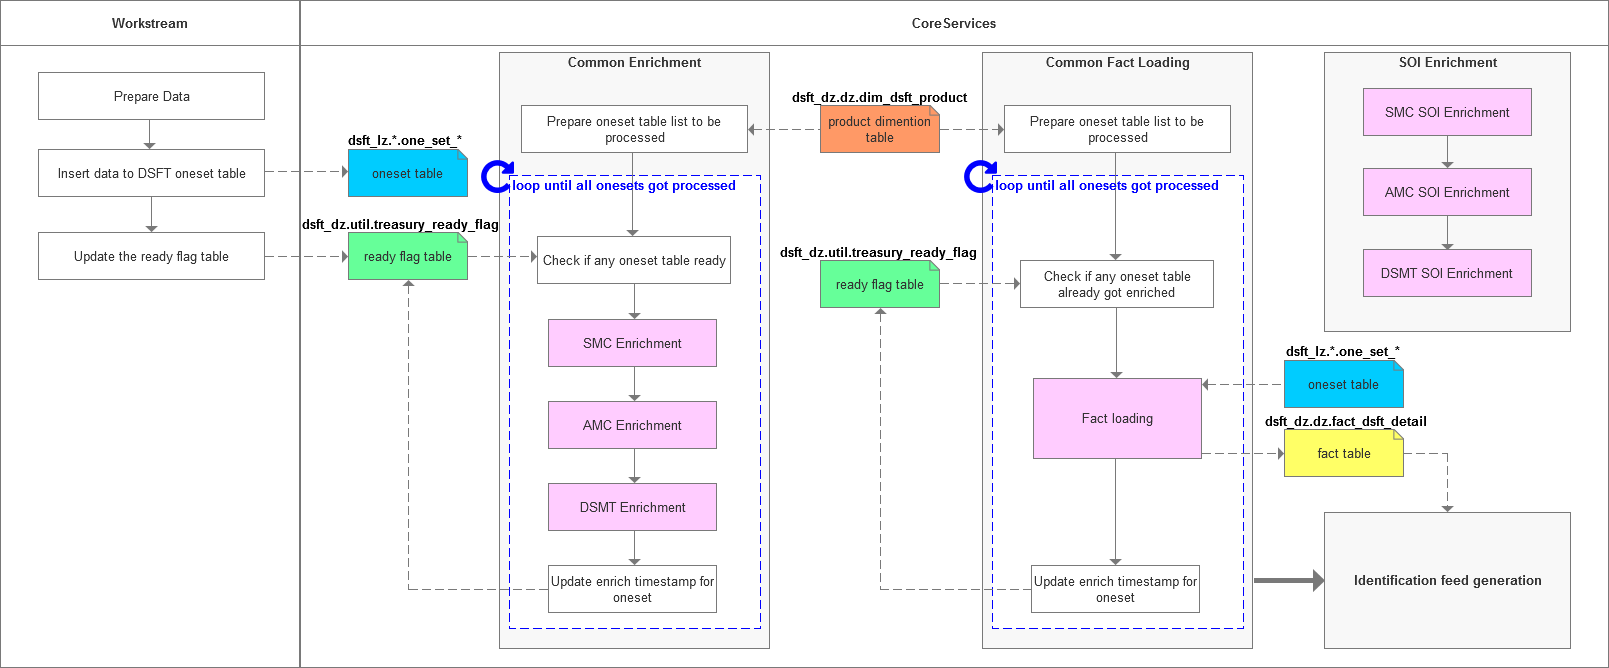 Workstream
CoreServices
Prepare Data
Insert data to DSFT oneset table
Update the ready flag table
dsft_lz.*.one_set_*
oneset table
dsft_dz.util.treasury_ready_flag
ready flag table
Common Enrichment
Prepare oneset table list to be
processed
loop until all onesets got processed
Check if any oneset table ready
SMC Enrichment
AMC Enrichment
DSMT Enrichment
Update enrich timestamp for
oneset
dsft_dz.dz.dim_dsft_product
product dimention
table
dsft_dz.util.treasury_ready_flag
ready flag table
Common Fact Loading
Prepare oneset table list to be
processed
loop until all onesets got processed
Check if any oneset table
already got enriched
Fact loading
Update enrich timestamp for
oneset
SOI Enrichment
SMC SOI Enrichment
AMC SOI Enrichment
DSMT SOI Enrichment
dsft_lz.*.one_set_*
oneset table
dsft_dz.dz.fact_dsft_detail
fact table
Identification feed generation